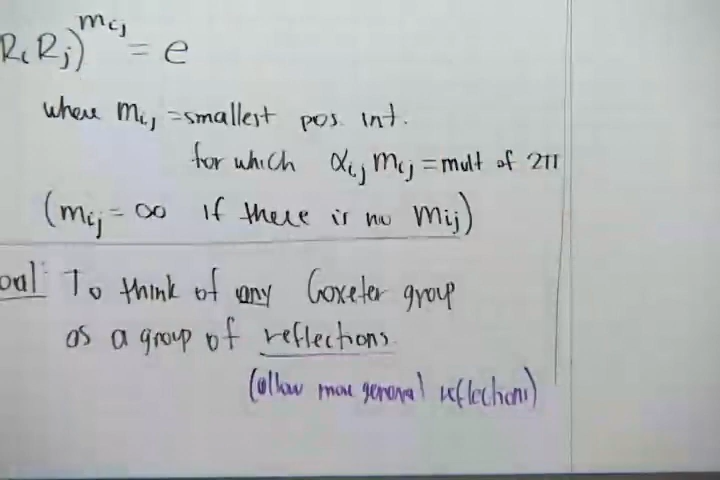 RiRj)^mij = e
where mij = smallest pos. int.
for which αij mij = mult of 2π
(mij = ∞ if there is no mij)
oal: To think of any Coxeter group
as a group of reflections.
(allow more general reflections)